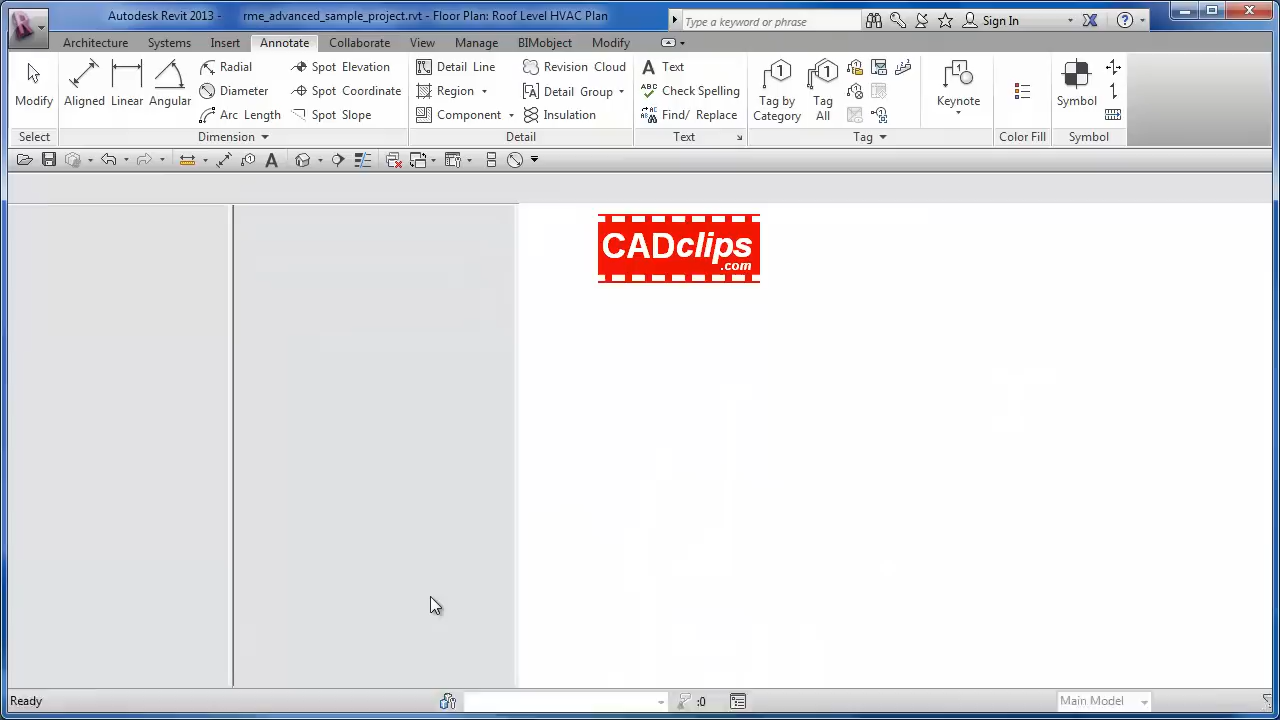 Autodesk Revit 2013 - rme_advanced_sample_project.rvt - Floor Plan: Roof Level HVAC Plan
Type a keyword or phrase
Sign In
Architecture Systems Insert Annotate Collaborate View Manage BIMobject Modify
Modify
Aligned Linear Angular
Radial
Diameter
Arc Length
Spot Elevation
Spot Coordinate
Spot Slope
Detail Line
Region
Component
Revision Cloud
Detail Group
Insulation
A Text
ABC Check Spelling
Find/ Replace
Tag by
Category
Tag
All
Keynote
Symbol
Select Dimension Detail Text Tag Color Fill Symbol
CADclips
.com
Ready
:0
Main Model